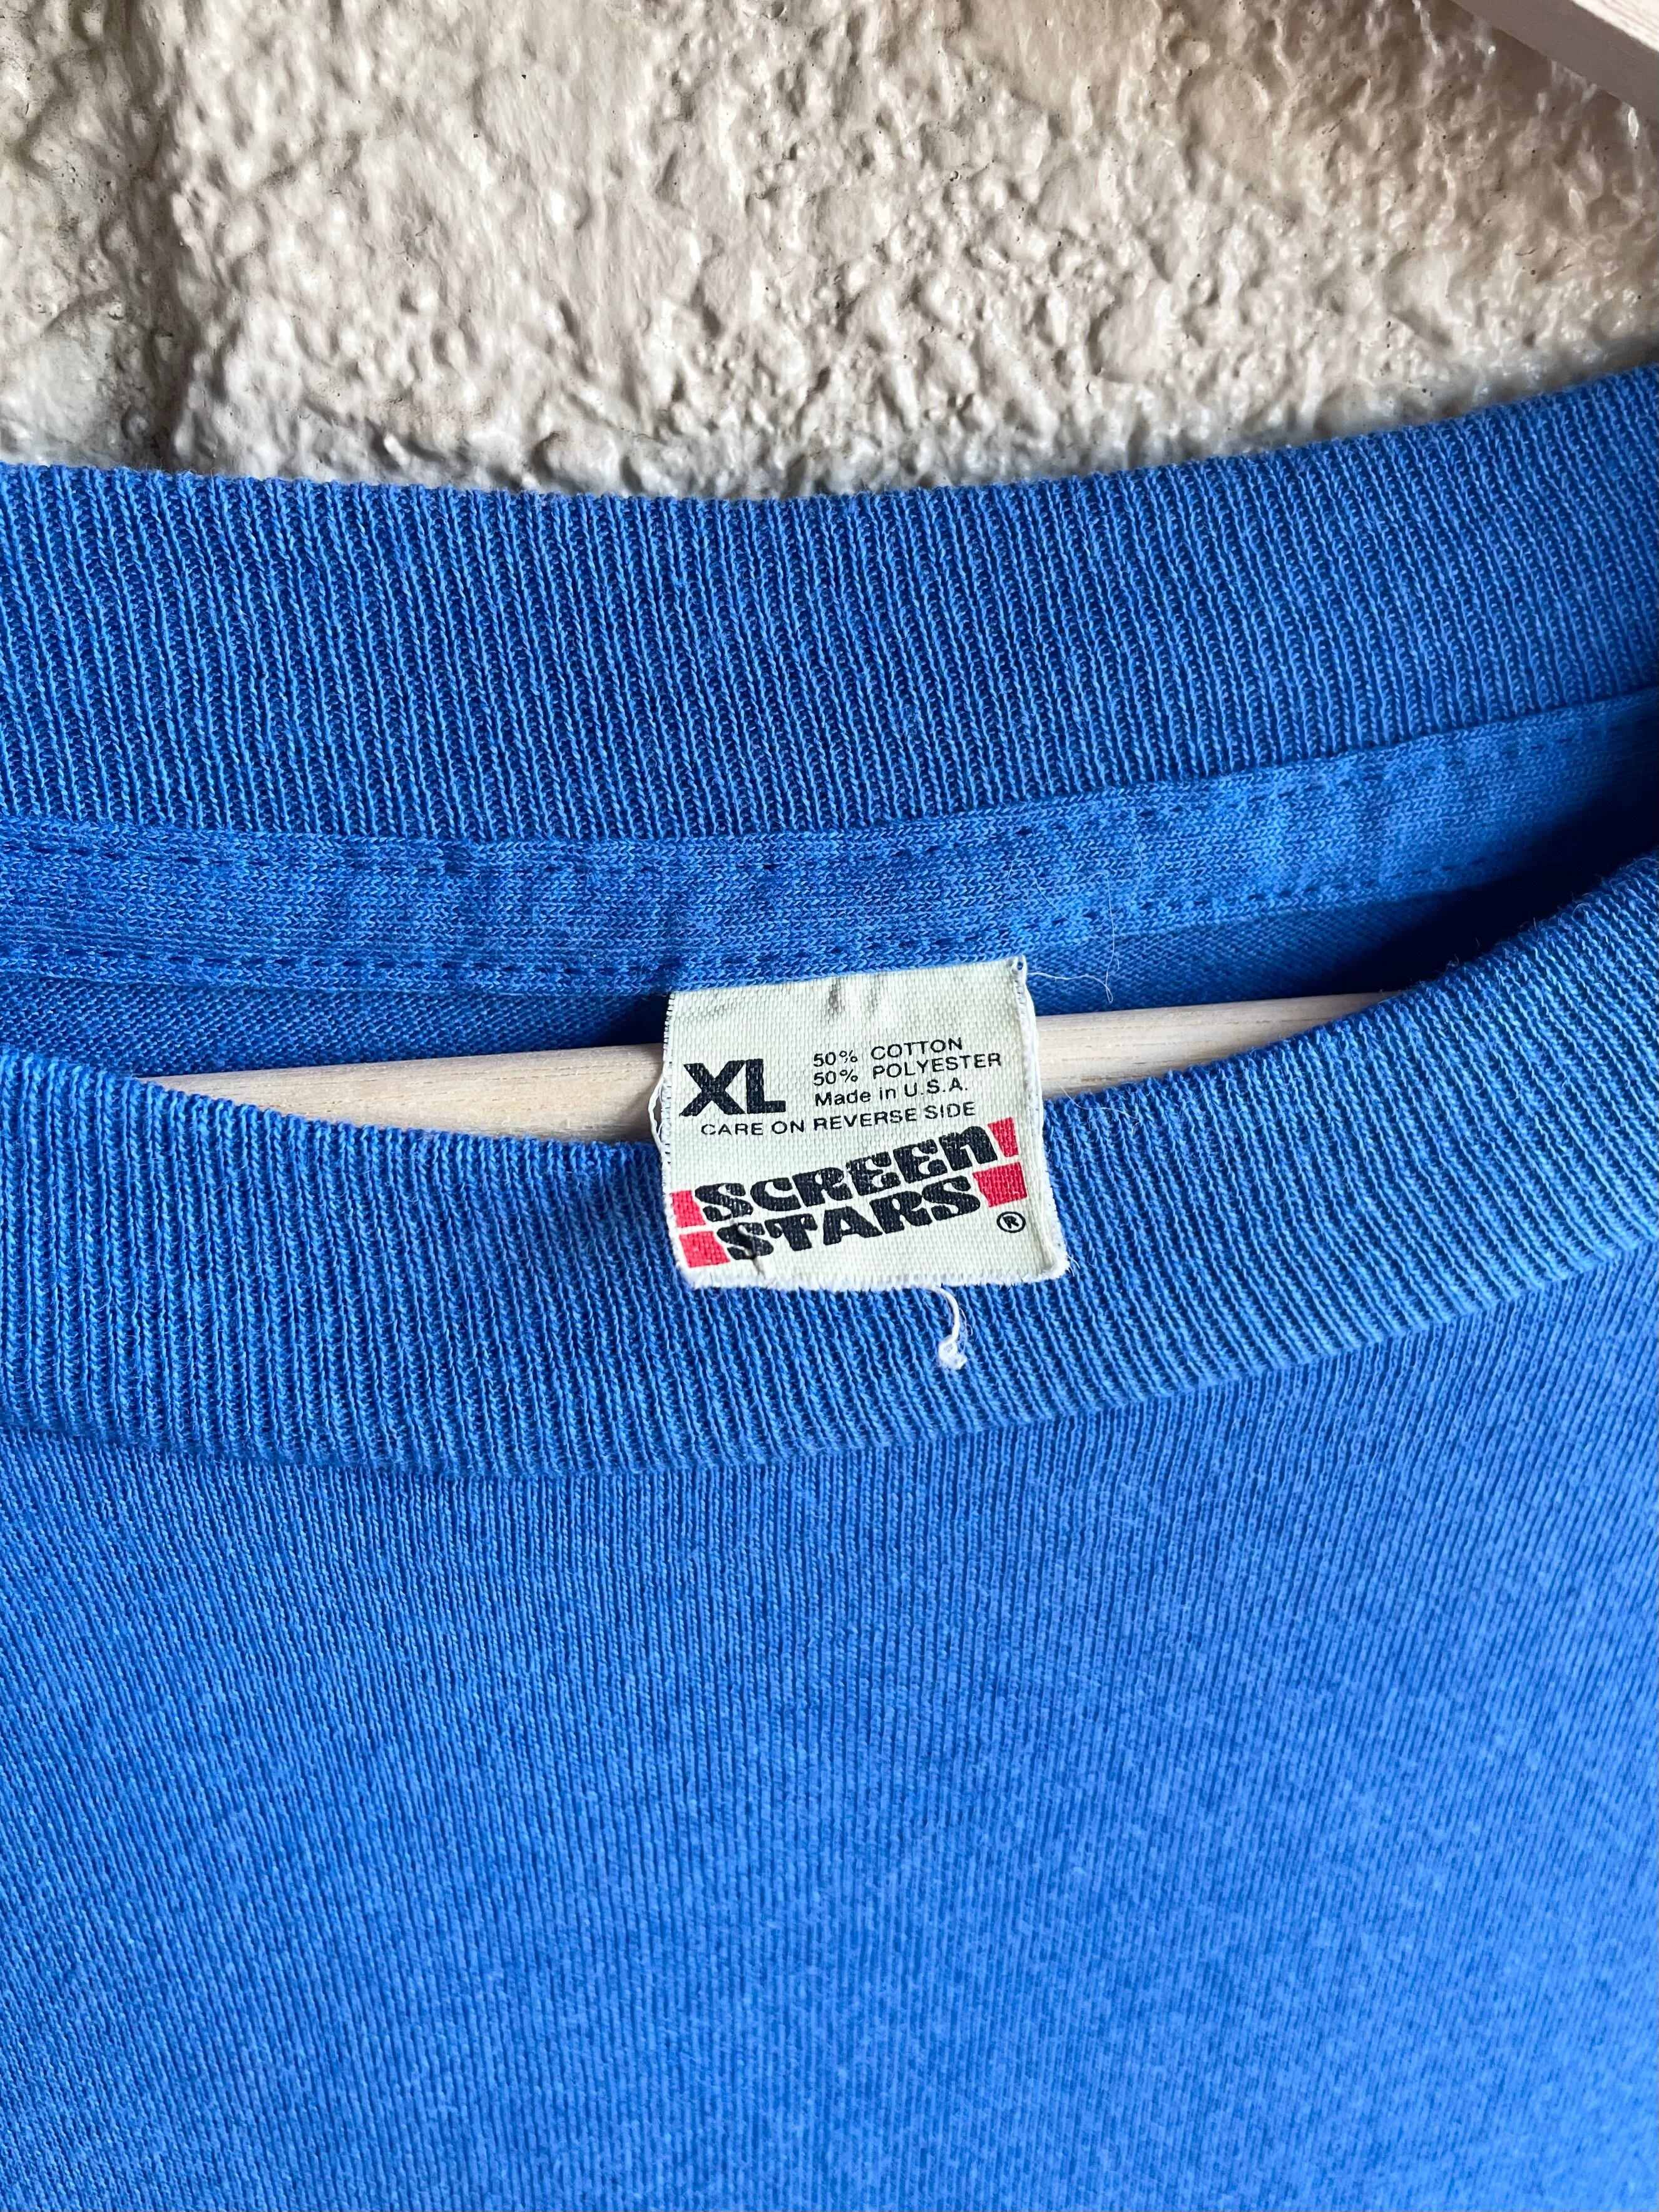 XL
50% COTTON
50% POLYESTER
Made in U.S.A.
CARE ON REVERSE SIDE
SCREEN
STARS ®